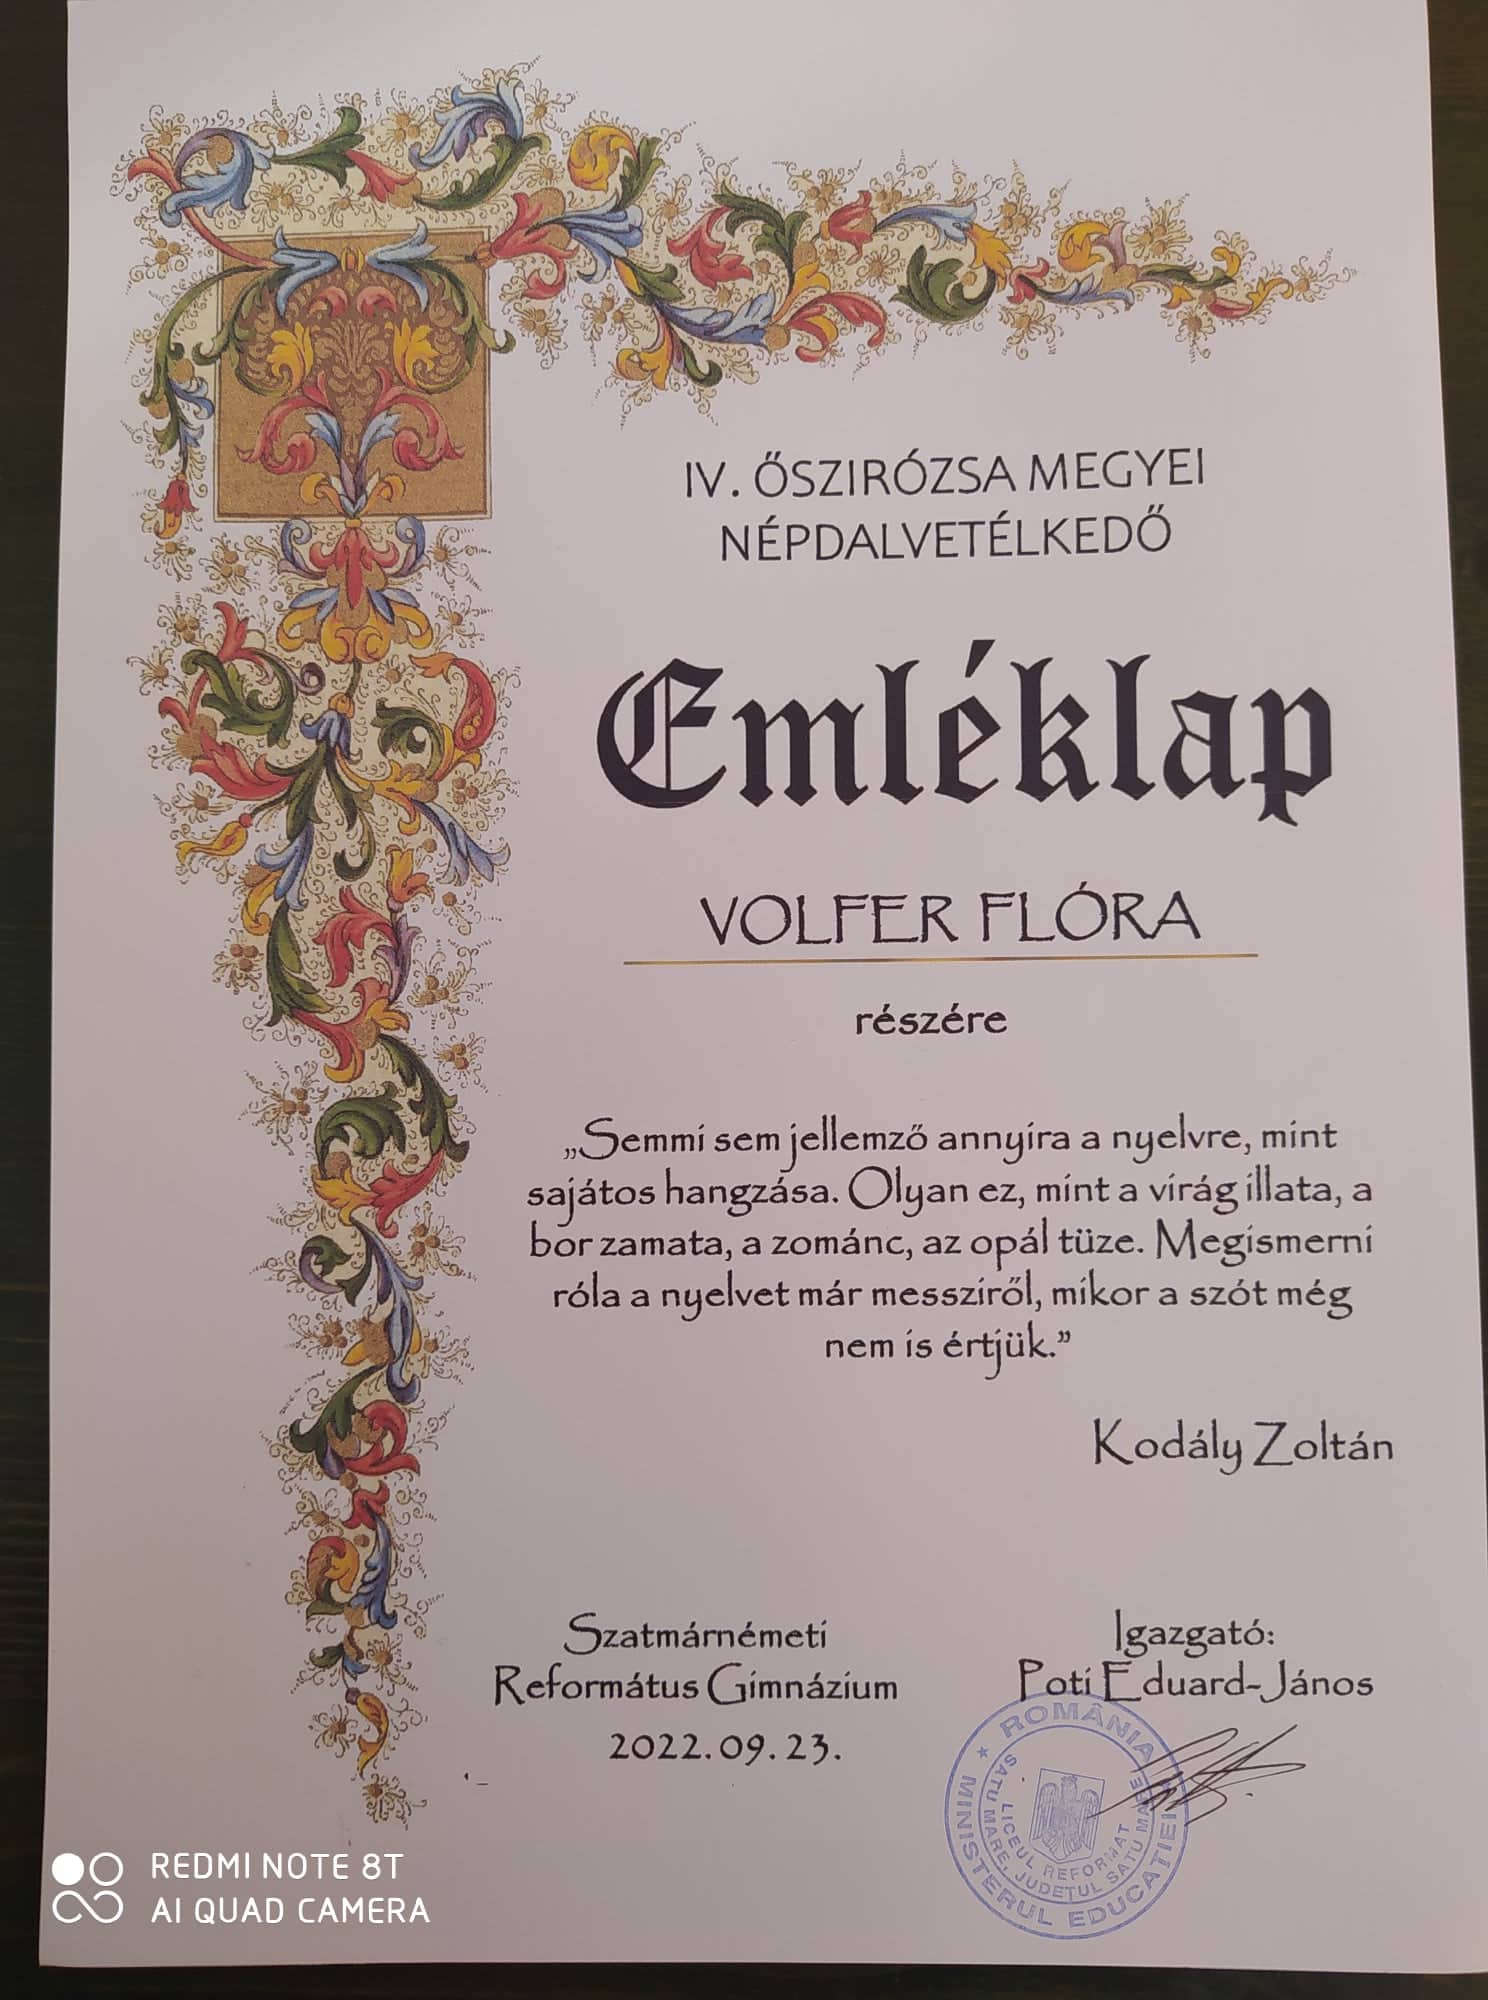 IV. ŐSZIRÓZSA MEGYEI
NÉPDALVETÉLKEDŐ
Emléklap
VOLFER FLÓRA
részére
„Semmi sem jellemző annyira a nyelvre, mint
sajátos hangzása. Olyan ez, mint a virág illata, a
bor zamata, a zománc, az opál tüze. Megismerni
róla a nyelvet már messziről, mikor a szót még
nem is értjük.”
Kodály Zoltán
Szatmárnémeti
Református Gimnázium
2022.09.23.
Igazgató:
Poti Eduard-János
★ ROMÂNIA
MINISTERUL EDUCAȚIEI
SATU MARE, JUDEȚUL SATU MARE
LICEUL REFORMAT
REDMI NOTE 8T
AI QUAD CAMERA